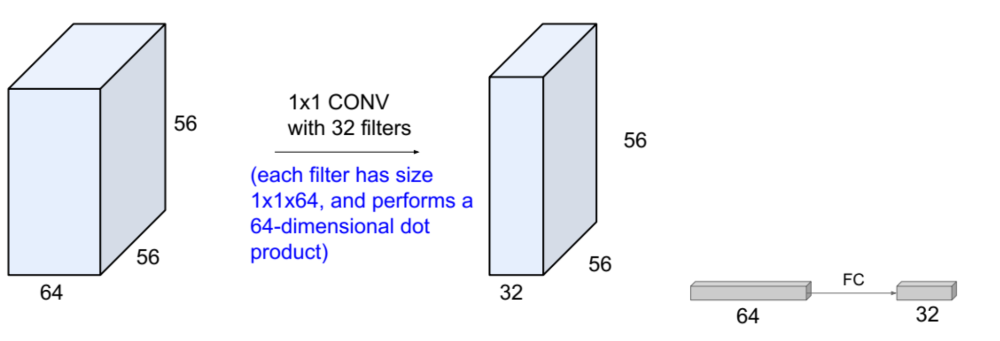 1x1 CONV
with 32 filters
(each filter has size
1x1x64, and performs a
64-dimensional dot
product)
56
56
64
56
56
32
FC
64
32